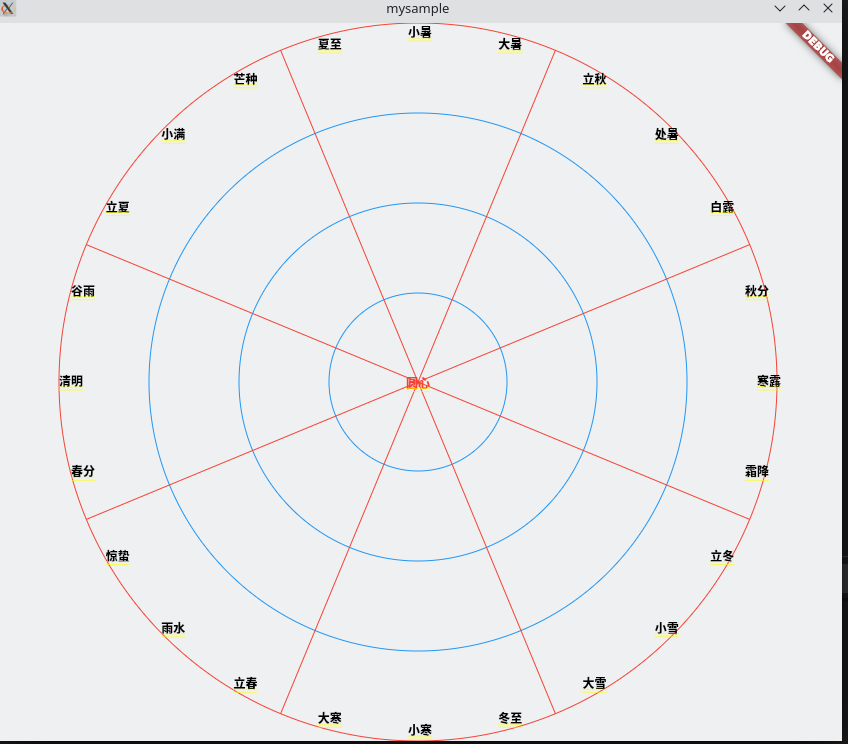 mysample
DEBUG
小暑
夏至
大暑
芒种
立秋
小满
处暑
立夏
白露
谷雨
秋分
清明
圆心
寒露
春分
霜降
惊蛰
立冬
雨水
小雪
立春
大雪
大寒
冬至
小寒